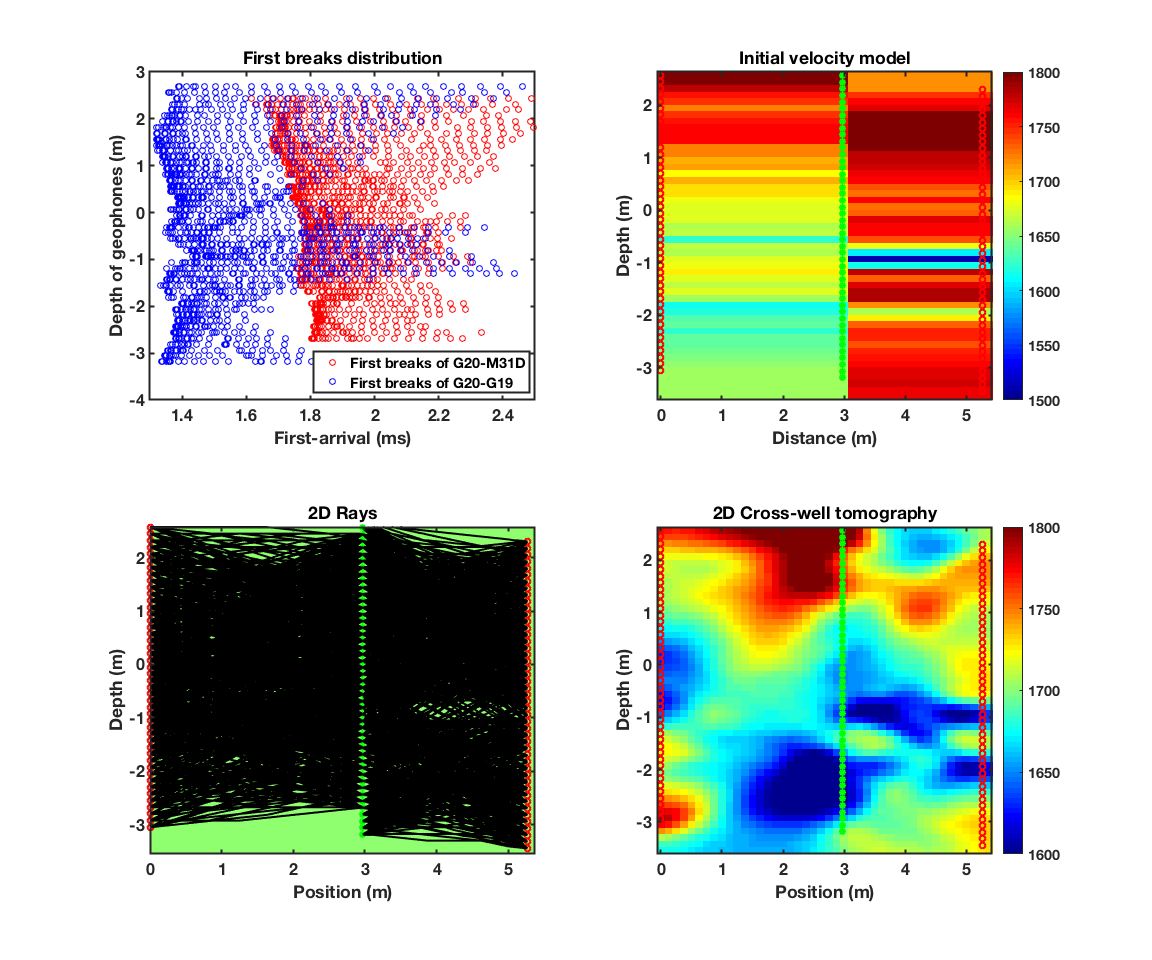 First breaks distribution
Depth of geophones (m)
3
2
1
0
-1
-2
-3
-4
1.4 1.6 1.8 2 2.2 2.4
First-arrival (ms)
First breaks of G20-M31D
First breaks of G20-G19
Initial velocity model
Depth (m)
2
1
0
-1
-2
-3
0 1 2 3 4 5
Distance (m)
1800
1750
1700
1650
1600
1550
1500
2D Rays
Depth (m)
2
1
0
-1
-2
-3
0 1 2 3 4 5
Position (m)
2D Cross-well tomography
Depth (m)
2
1
0
-1
-2
-3
0 1 2 3 4 5
Position (m)
1800
1750
1700
1650
1600